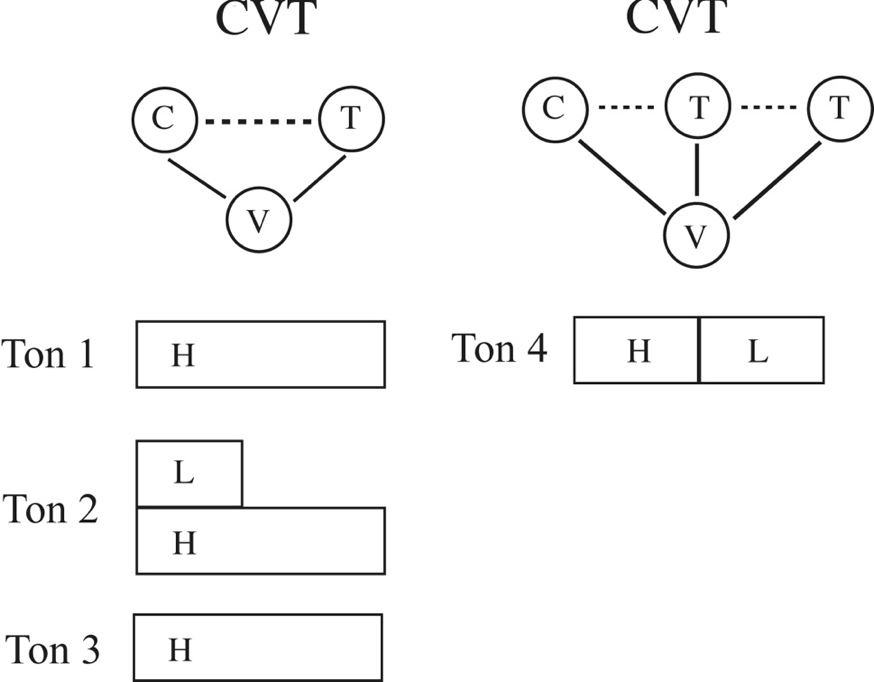 CVT
C T
V
Ton 1 H
Ton 2 L
H
Ton 3 H
CVT
C T T
V
Ton 4 H L